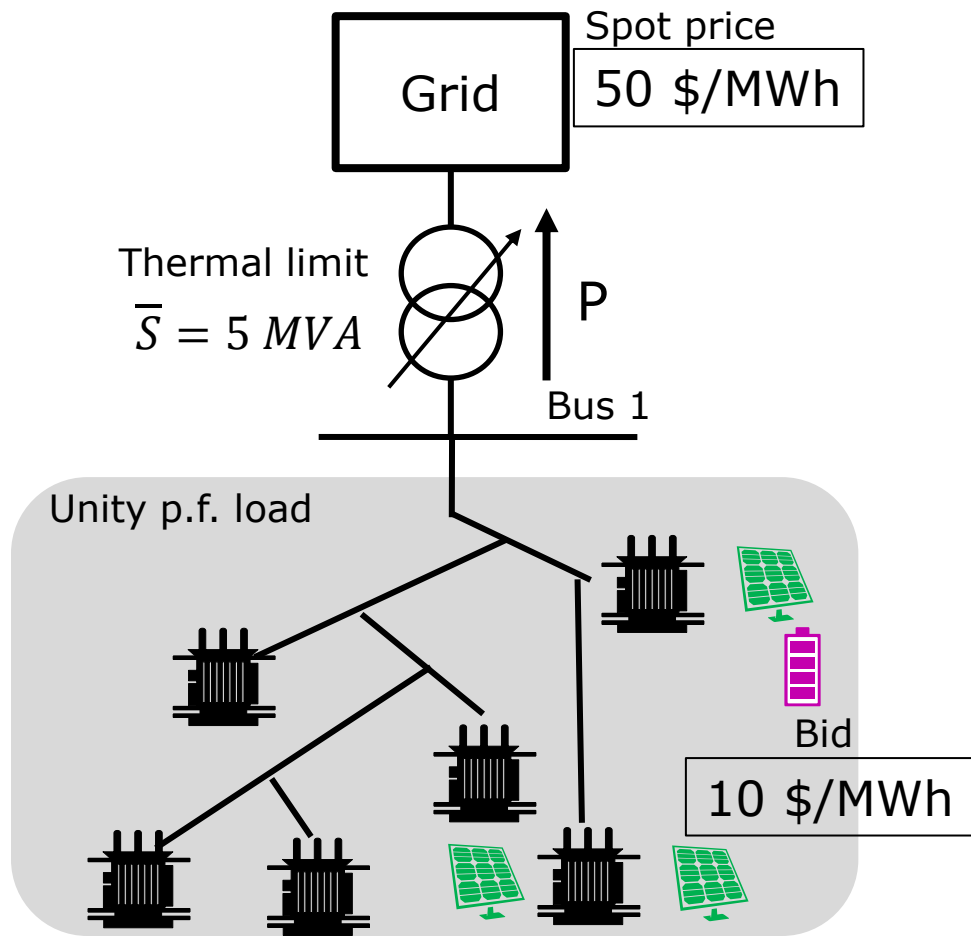 Spot price
Grid
50 $/MWh
Thermal limit
S̅ = 5 MVA
P
Bus 1
Unity p.f. load
Bid
10 $/MWh